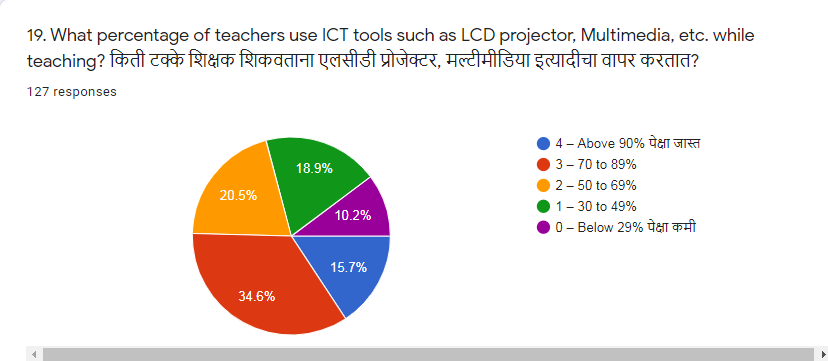 19. What percentage of teachers use ICT tools such as LCD projector, Multimedia, etc. while
teaching? किती टक्के शिक्षक शिकवताना एलसीडी प्रोजेक्टर, मल्टीमीडिया इत्यादीचा वापर करतात?
127 responses
18.9%
20.5%
10.2%
15.7%
34.6%
4 – Above 90% पेक्षा जास्त
3 – 70 to 89%
2 – 50 to 69%
1 – 30 to 49%
0 – Below 29% पेक्षा कमी